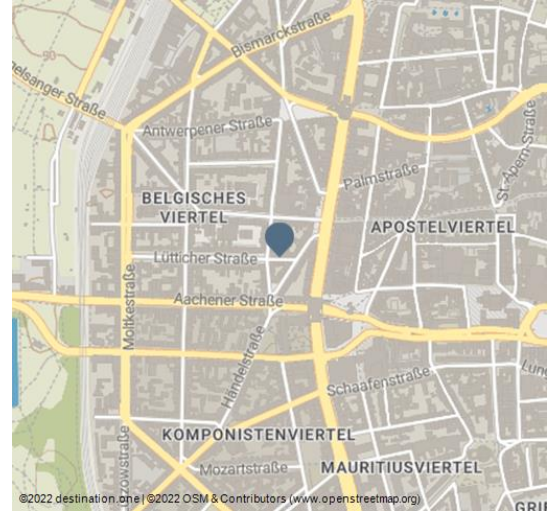 Bismarckstraße
elsanger Straße
Antwerpener Straße
St.-Apern-Straße
Palmstraße
BELGISCHES
VIERTEL
APOSTELVIERTEL
Lütticher Straße
Moltkestraße
Aachener Straße
Händelstraße
Schaafenstraße
Lung
KOMPONISTENVIERTEL
tzowstraße
Mozartstraße
MAURITIUSVIERTEL
©2022 destination.one | ©2022 OSM & Contributors (www.openstreetmap.org)
GRI